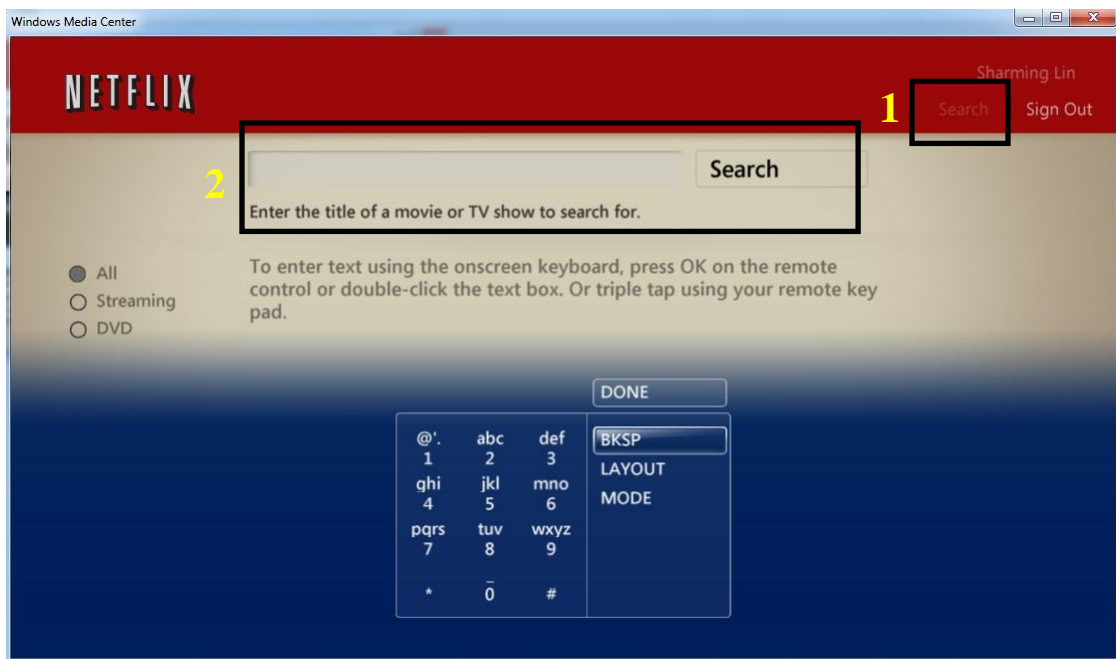 Windows Media Center
NETFLIX
Sharming Lin
1
Search
Sign Out
2
Search
Enter the title of a movie or TV show to search for.
All
Streaming
DVD
To enter text using the onscreen keyboard, press OK on the remote
control or double-click the text box. Or triple tap using your remote key
pad.
DONE
@'. abc def
1 2 3
ghi jkl mno
4 5 6
pqrs tuv wxyz
7 8 9
* _ #
0
BKSP
LAYOUT
MODE